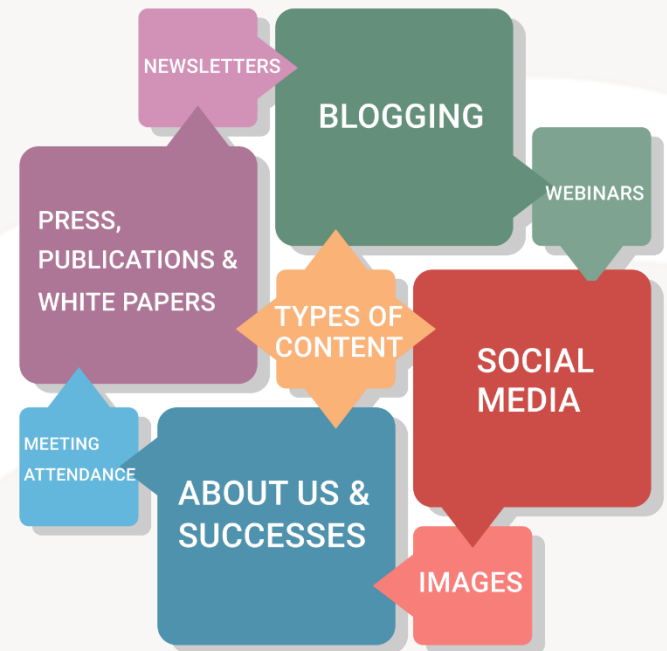 NEWSLETTERS
BLOGGING
WEBINARS
PRESS,
PUBLICATIONS &
WHITE PAPERS
TYPES OF
CONTENT
SOCIAL
MEDIA
MEETING
ATTENDANCE
ABOUT US &
SUCCESSES
IMAGES